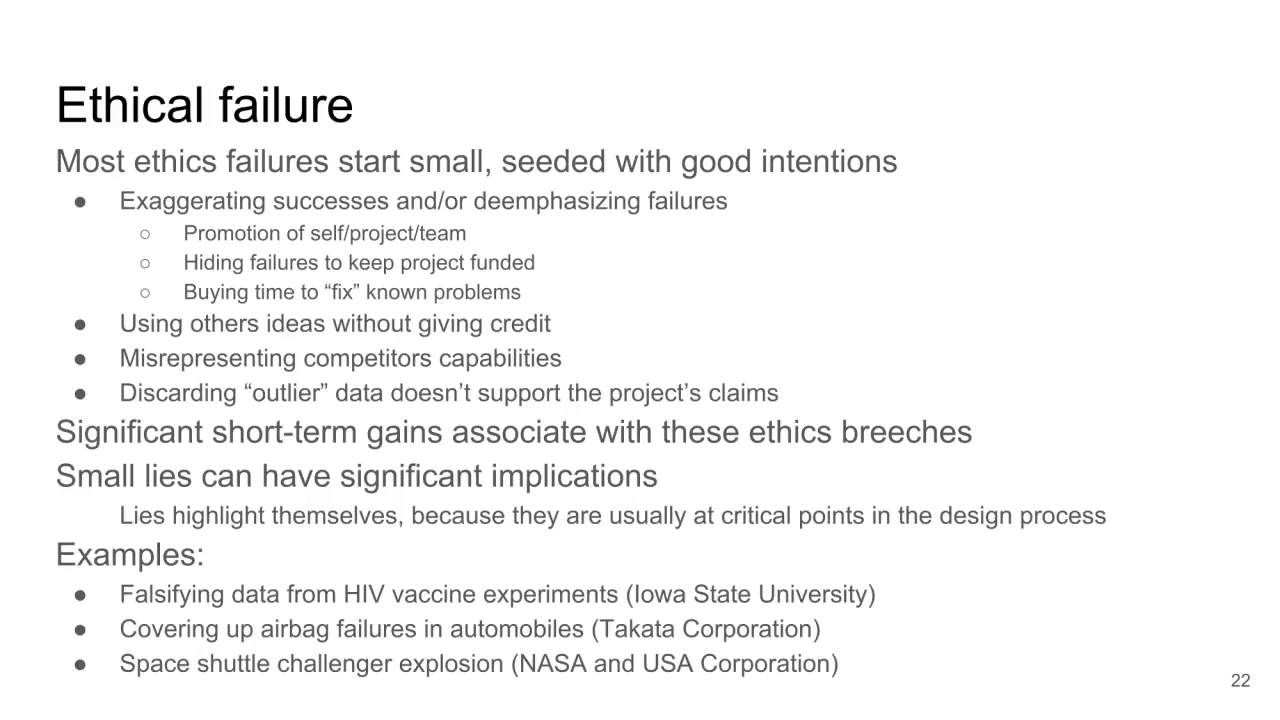 Ethical failure
Most ethics failures start small, seeded with good intentions
● Exaggerating successes and/or deemphasizing failures
○ Promotion of self/project/team
○ Hiding failures to keep project funded
○ Buying time to “fix” known problems
● Using others ideas without giving credit
● Misrepresenting competitors capabilities
● Discarding “outlier” data doesn’t support the project’s claims
Significant short-term gains associate with these ethics breeches
Small lies can have significant implications
Lies highlight themselves, because they are usually at critical points in the design process
Examples:
● Falsifying data from HIV vaccine experiments (Iowa State University)
● Covering up airbag failures in automobiles (Takata Corporation)
● Space shuttle challenger explosion (NASA and USA Corporation)
22